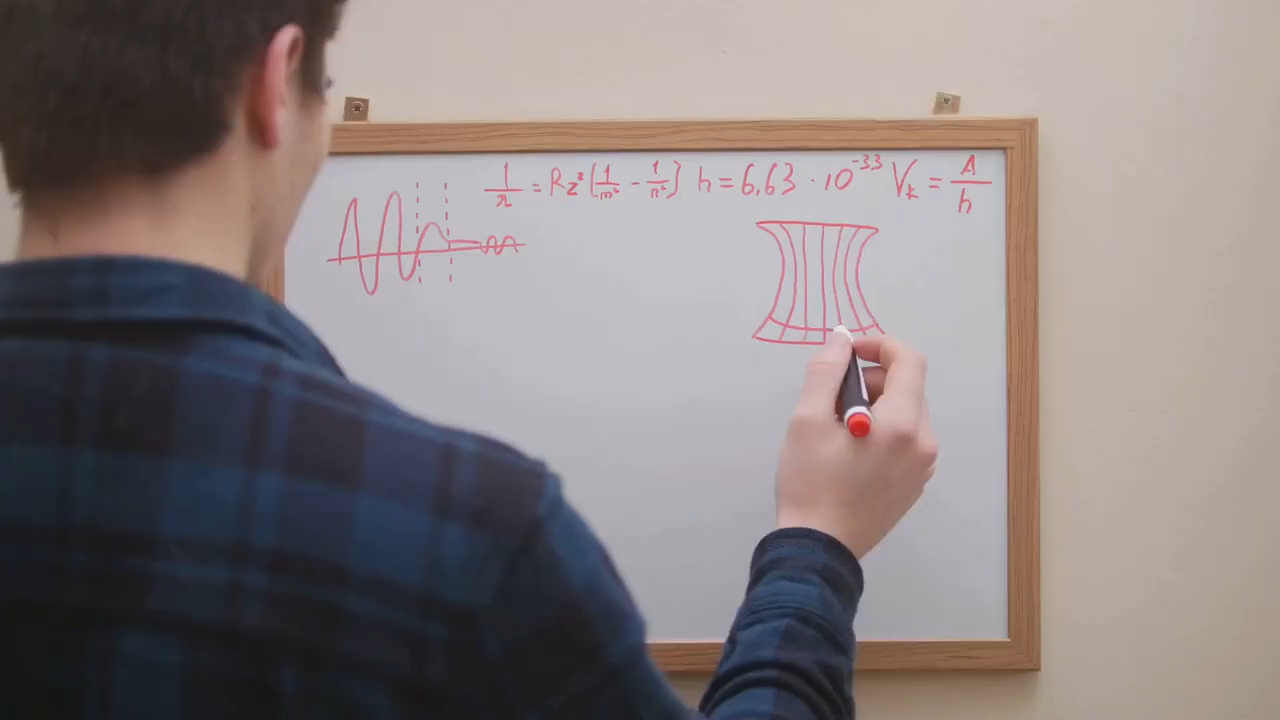 1/λ = Rz²(1/m² - 1/n²) h = 6,63 · 10⁻³³ Vₖ = A/h